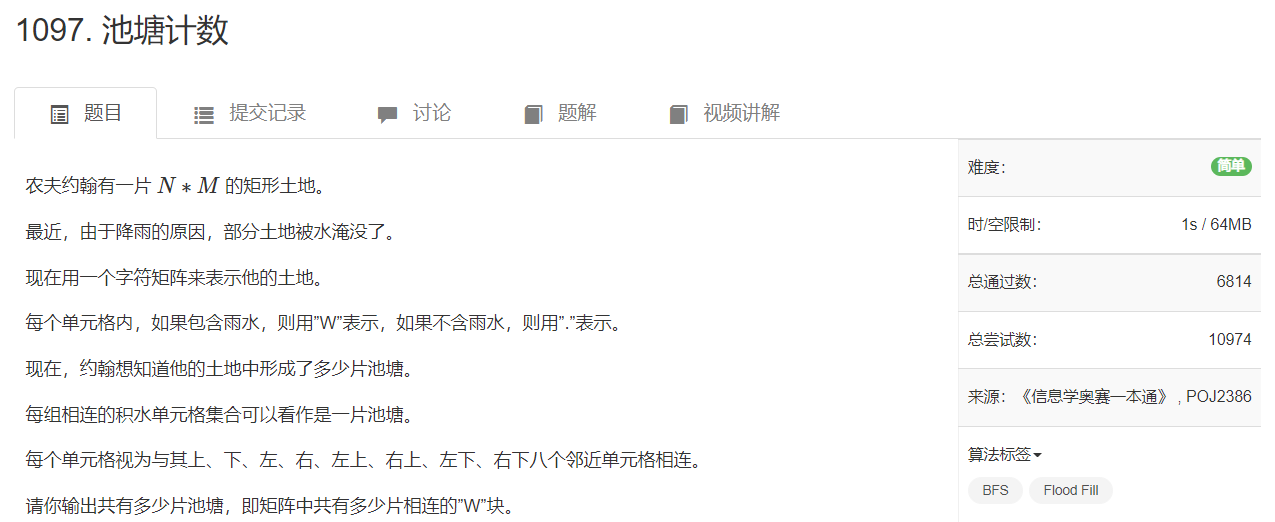 1097. 池塘计数
题目 提交记录 讨论 题解 视频讲解
农夫约翰有一片 N ∗ M 的矩形土地。
最近，由于降雨的原因，部分土地被水淹没了。
现在用一个字符矩阵来表示他的土地。
每个单元格内，如果包含雨水，则用”W”表示，如果不含雨水，则用”.”表示。
现在，约翰想知道他的土地中形成了多少片池塘。
每组相连的积水单元格集合可以看作是一片池塘。
每个单元格视为与其上、下、左、右、左上、右上、左下、右下八个邻近单元格相连。
请你输出共有多少片池塘，即矩阵中共有多少片相连的”W”块。
难度： 简单
时/空限制： 1s / 64MB
总通过数： 6814
总尝试数： 10974
来源： 《信息学奥赛一本通》 , POJ2386
算法标签
BFS Flood Fill